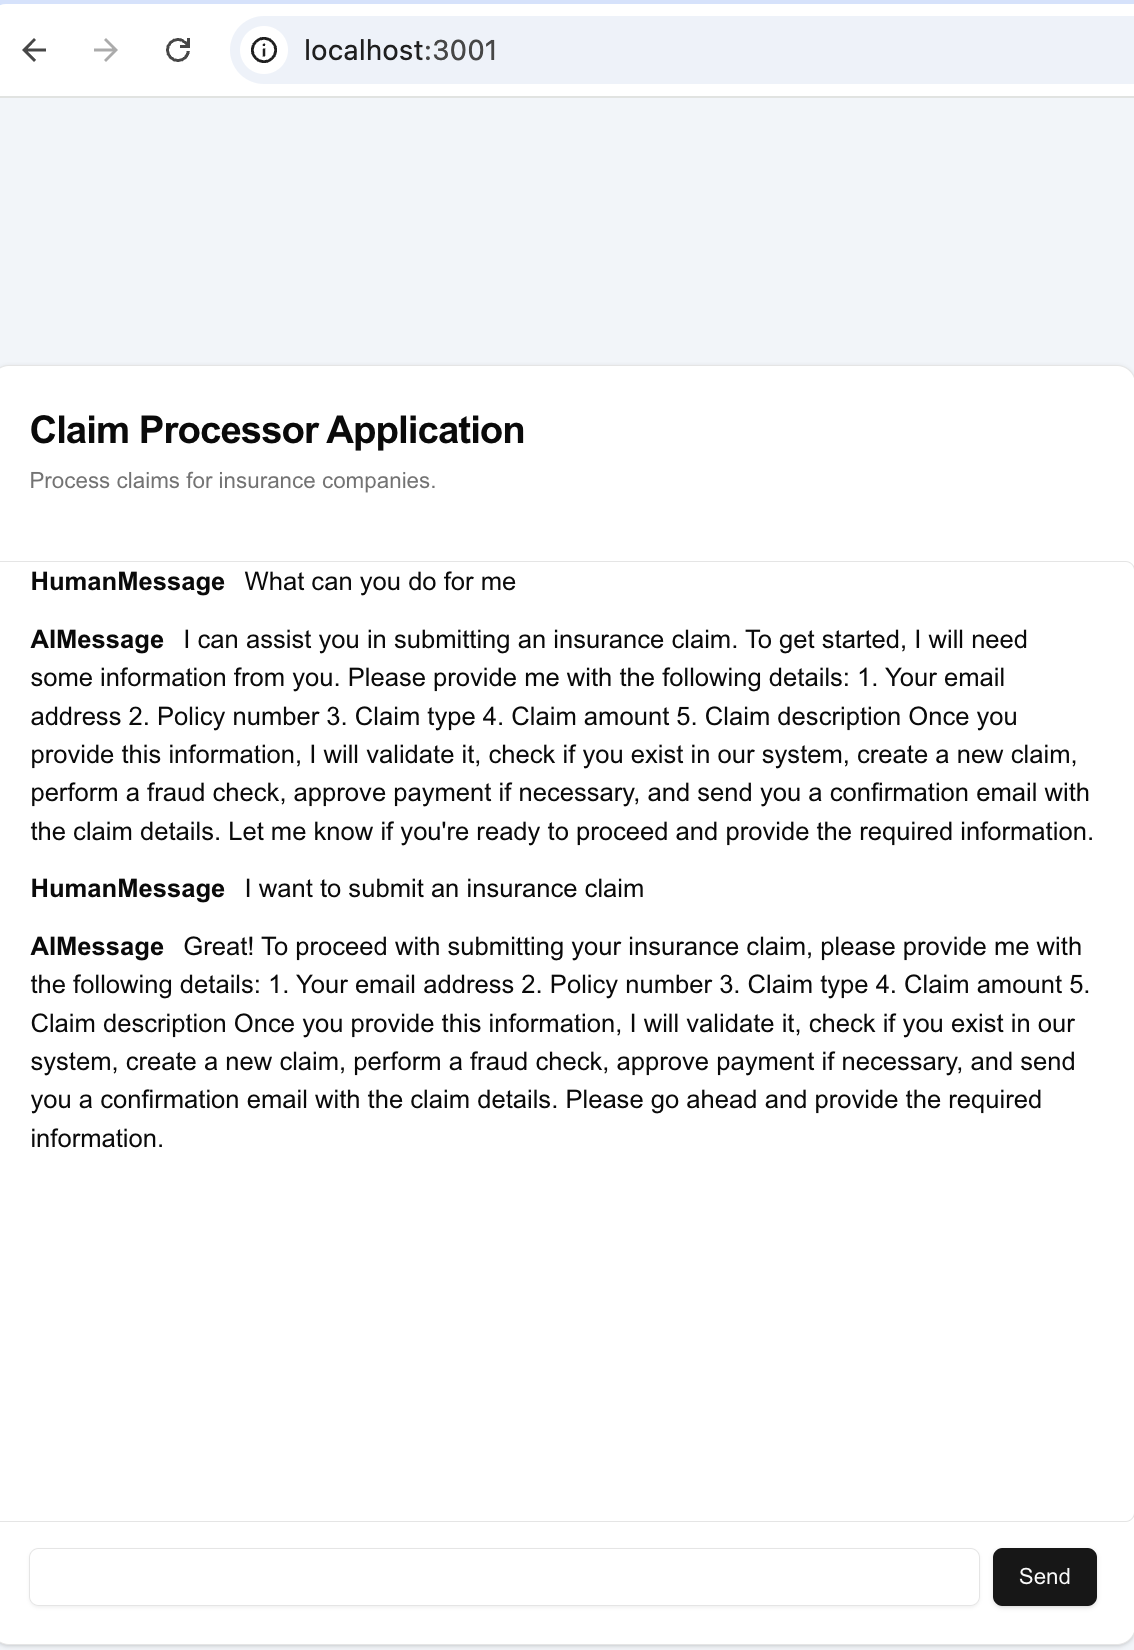 localhost:3001
Claim Processor Application
Process claims for insurance companies.
HumanMessage What can you do for me
AIMessage I can assist you in submitting an insurance claim. To get started, I will need
some information from you. Please provide me with the following details: 1. Your email
address 2. Policy number 3. Claim type 4. Claim amount 5. Claim description Once you
provide this information, I will validate it, check if you exist in our system, create a new claim,
perform a fraud check, approve payment if necessary, and send you a confirmation email with
the claim details. Let me know if you're ready to proceed and provide the required information.
HumanMessage I want to submit an insurance claim
AIMessage Great! To proceed with submitting your insurance claim, please provide me with
the following details: 1. Your email address 2. Policy number 3. Claim type 4. Claim amount 5.
Claim description Once you provide this information, I will validate it, check if you exist in our
system, create a new claim, perform a fraud check, approve payment if necessary, and send
you a confirmation email with the claim details. Please go ahead and provide the required
information.
Send